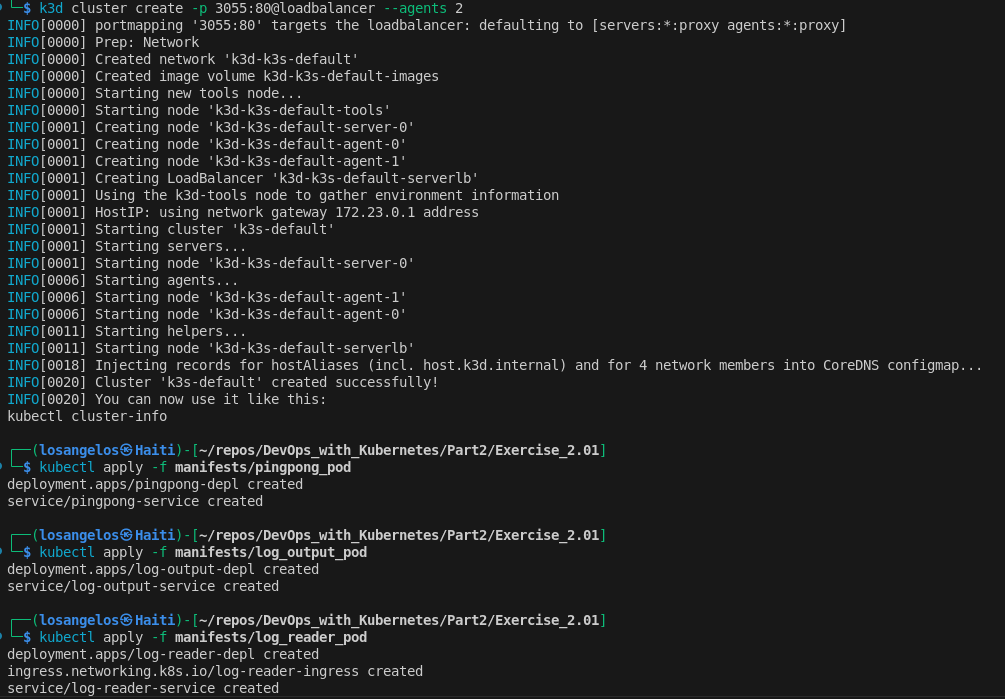 └─$ k3d cluster create -p 3055:80@loadbalancer --agents 2
INFO[0000] portmapping '3055:80' targets the loadbalancer: defaulting to [servers:*:proxy agents:*:proxy]
INFO[0000] Prep: Network
INFO[0000] Created network 'k3d-k3s-default'
INFO[0000] Created image volume k3d-k3s-default-images
INFO[0000] Starting new tools node...
INFO[0000] Starting node 'k3d-k3s-default-tools'
INFO[0001] Creating node 'k3d-k3s-default-server-0'
INFO[0001] Creating node 'k3d-k3s-default-agent-0'
INFO[0001] Creating node 'k3d-k3s-default-agent-1'
INFO[0001] Creating LoadBalancer 'k3d-k3s-default-serverlb'
INFO[0001] Using the k3d-tools node to gather environment information
INFO[0001] HostIP: using network gateway 172.23.0.1 address
INFO[0001] Starting cluster 'k3s-default'
INFO[0001] Starting servers...
INFO[0001] Starting node 'k3d-k3s-default-server-0'
INFO[0006] Starting agents...
INFO[0006] Starting node 'k3d-k3s-default-agent-1'
INFO[0006] Starting node 'k3d-k3s-default-agent-0'
INFO[0011] Starting helpers...
INFO[0011] Starting node 'k3d-k3s-default-serverlb'
INFO[0018] Injecting records for hostAliases (incl. host.k3d.internal) and for 4 network members into CoreDNS configmap...
INFO[0020] Cluster 'k3s-default' created successfully!
INFO[0020] You can now use it like this:
kubectl cluster-info
┌──(losangelos㉿Haiti)-[~/repos/DevOps_with_Kubernetes/Part2/Exercise_2.01]
└─$ kubectl apply -f manifests/pingpong_pod
deployment.apps/pingpong-depl created
service/pingpong-service created
┌──(losangelos㉿Haiti)-[~/repos/DevOps_with_Kubernetes/Part2/Exercise_2.01]
└─$ kubectl apply -f manifests/log_output_pod
deployment.apps/log-output-depl created
service/log-output-service created
┌──(losangelos㉿Haiti)-[~/repos/DevOps_with_Kubernetes/Part2/Exercise_2.01]
└─$ kubectl apply -f manifests/log_reader_pod
deployment.apps/log-reader-depl created
ingress.networking.k8s.io/log-reader-ingress created
service/log-reader-service created